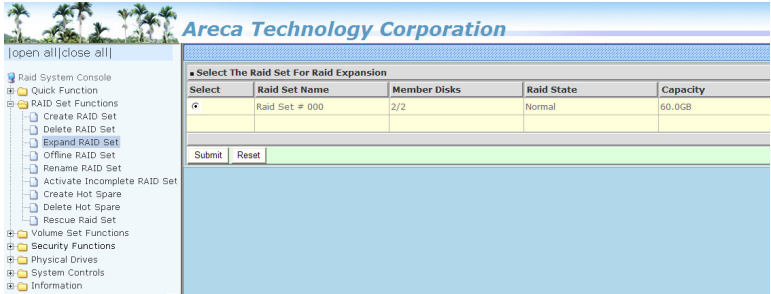 Areca Technology Corporation
|open all|close all|
Raid System Console
Quick Function
RAID Set Functions
Create RAID Set
Delete RAID Set
Expand RAID Set
Offline RAID Set
Rename RAID Set
Activate Incomplete RAID Set
Create Hot Spare
Delete Hot Spare
Rescue Raid Set
Volume Set Functions
Security Functions
Physical Drives
System Controls
Information
Select The Raid Set For Raid Expansion
Select Raid Set Name Member Disks Raid State Capacity
Raid Set # 000 2/2 Normal 60.0GB
Submit Reset